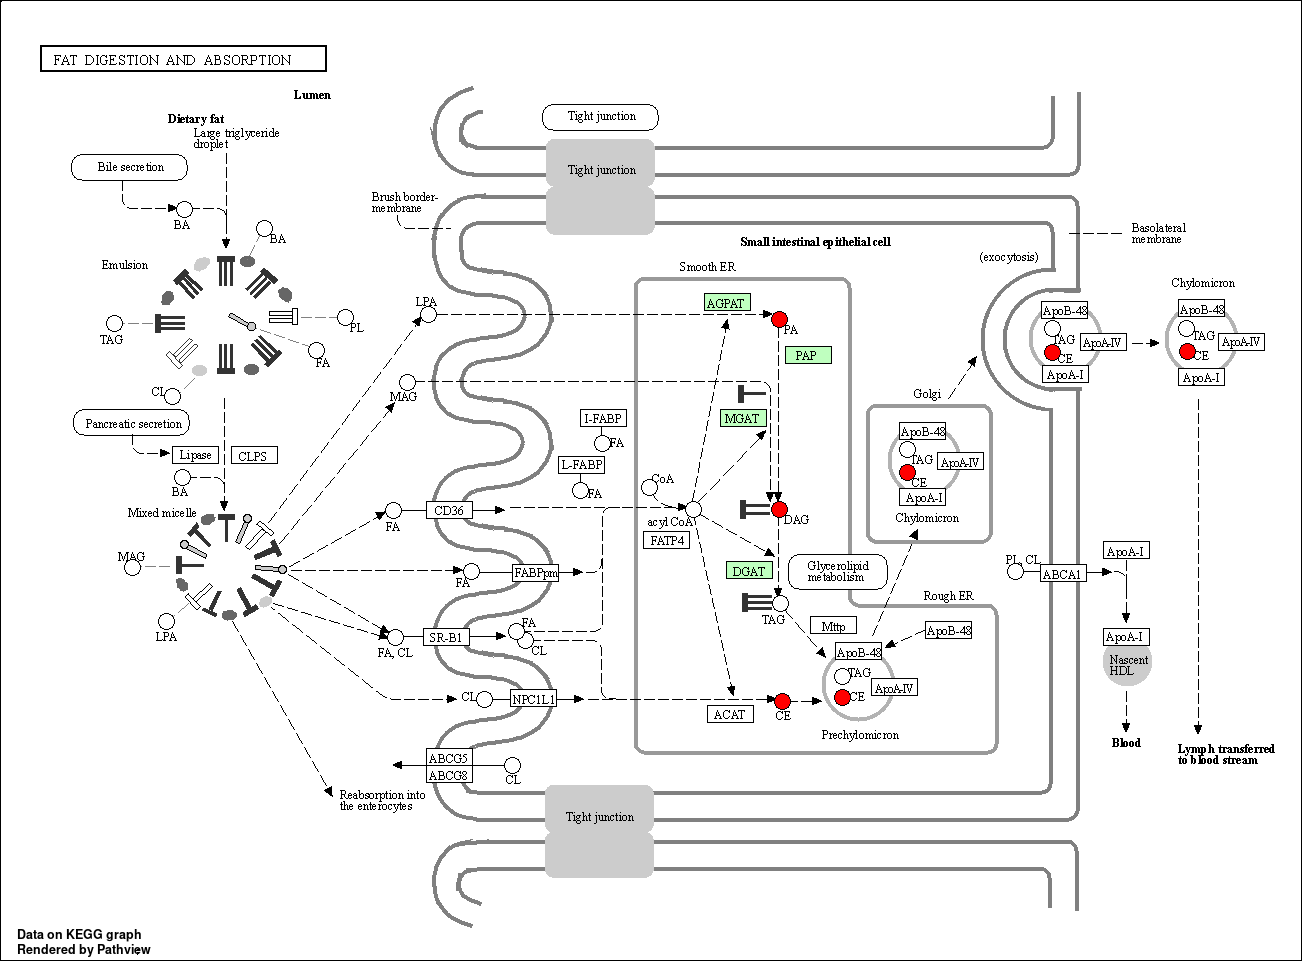 FAT DIGESTION AND ABSORPTION
Lumen
Dietary fat
Large triglyceride
droplet
Bile secretion
BA
BA
Emulsion
TAG
PL
FA
CL
Pancreatic secretion
Lipase
CLPS
BA
Mixed micelle
MAG
LPA
Reabsorption into
the enterocytes
Brush border-
membrane
LPA
MAG
FA
FA
FA, CL
CL
CD36
FABPpm
SR-B1
NPC1L1
ABCG5
ABCG8
CL
FA
CL
Tight junction
Tight junction
Tight junction
I-FABP
FA
L-FABP
FA
Small intestinal epithelial cell
Smooth ER
AGPAT
PA
PAP
MGAT
CoA
acyl CoA
FATP4
DAG
DGAT
Glycerolipid
metabolism
TAG
ACAT
CE
Rough ER
Mttp
ApoB-48
ApoB-48
TAG
ApoA-IV
CE
Prechylomicron
Golgi
ApoB-48
TAG
ApoA-IV
CE
ApoA-I
Chylomicron
(exocytosis)
ApoB-48
TAG
ApoA-IV
CE
ApoA-I
Basolateral
membrane
Chylomicron
ApoB-48
TAG
ApoA-IV
CE
ApoA-I
PL, CL
ABCA1
ApoA-I
ApoA-I
Nascent
HDL
Blood
Lymph transferred
to blood stream
Data on KEGG graph
Rendered by Pathview